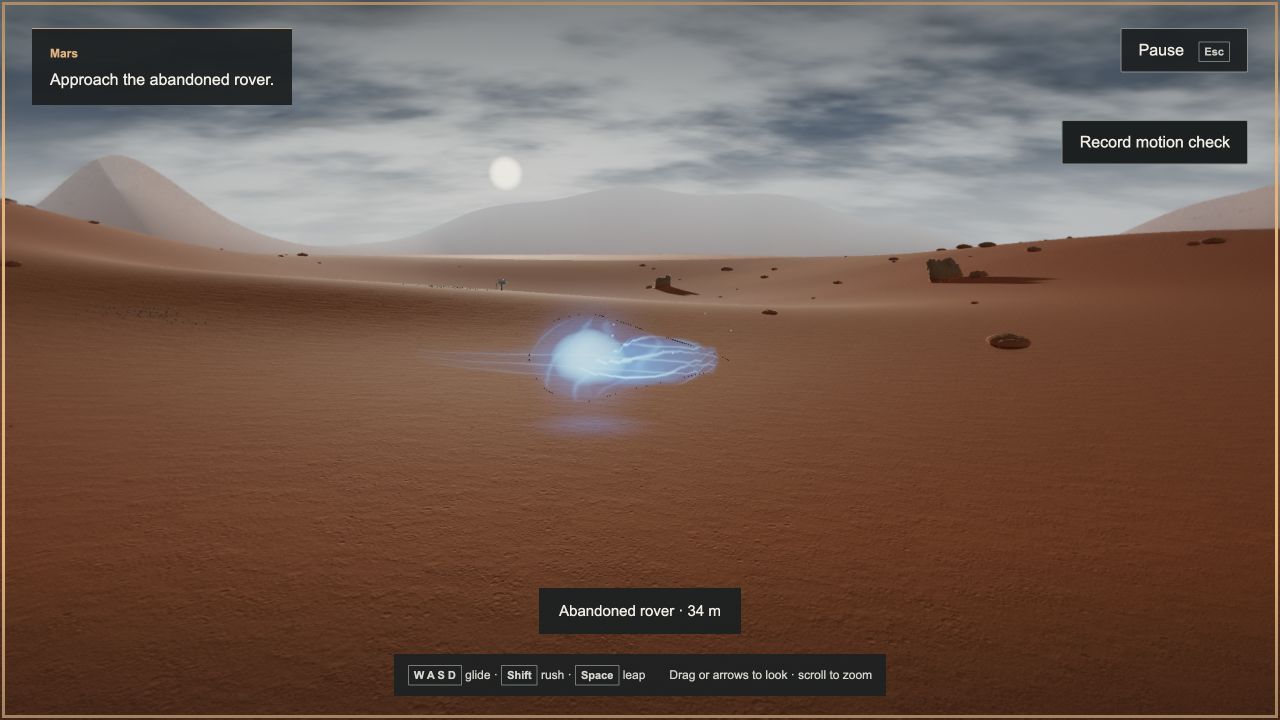 Mars
Approach the abandoned rover.
Pause Esc
Record motion check
Abandoned rover · 34 m
W A S D glide · Shift rush · Space leap Drag or arrows to look · scroll to zoom